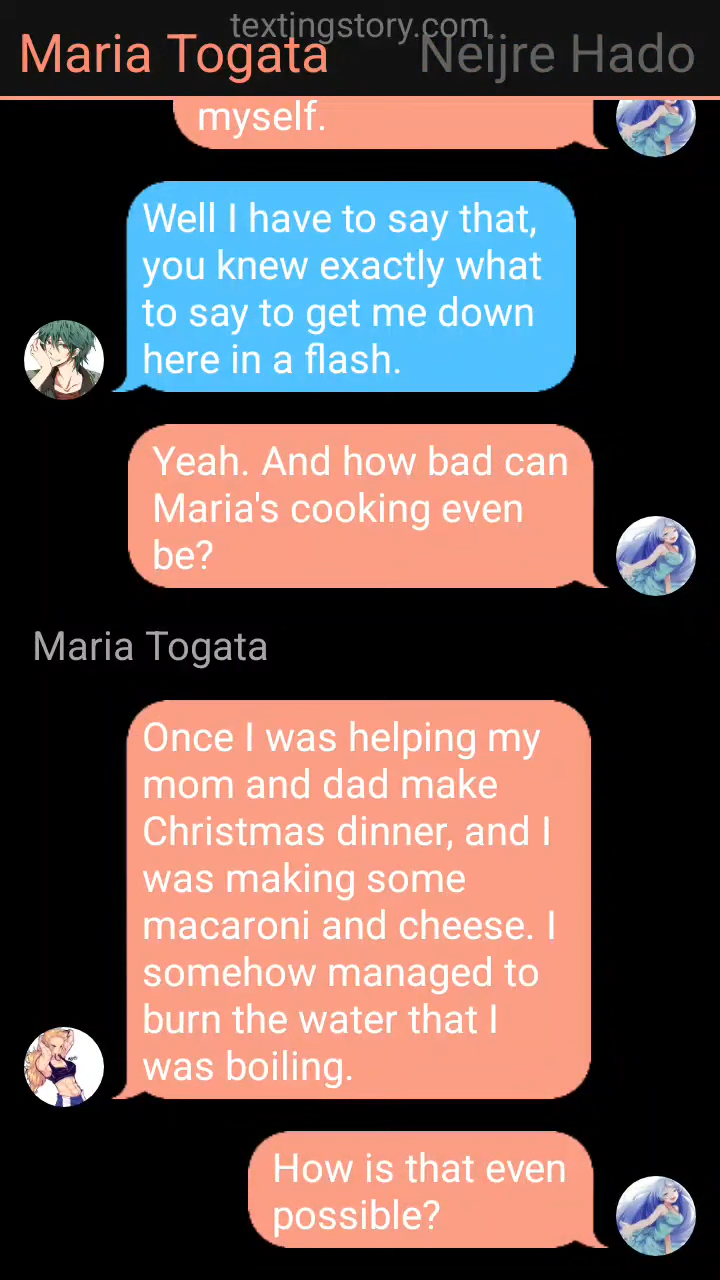 textingstory.com
Maria Togata
Neijre Hado
myself.
Well I have to say that,
you knew exactly what
to say to get me down
here in a flash.
Yeah. And how bad can
Maria's cooking even
be?
Maria Togata
Once I was helping my
mom and dad make
Christmas dinner, and I
was making some
macaroni and cheese. I
somehow managed to
burn the water that I
was boiling.
How is that even
possible?